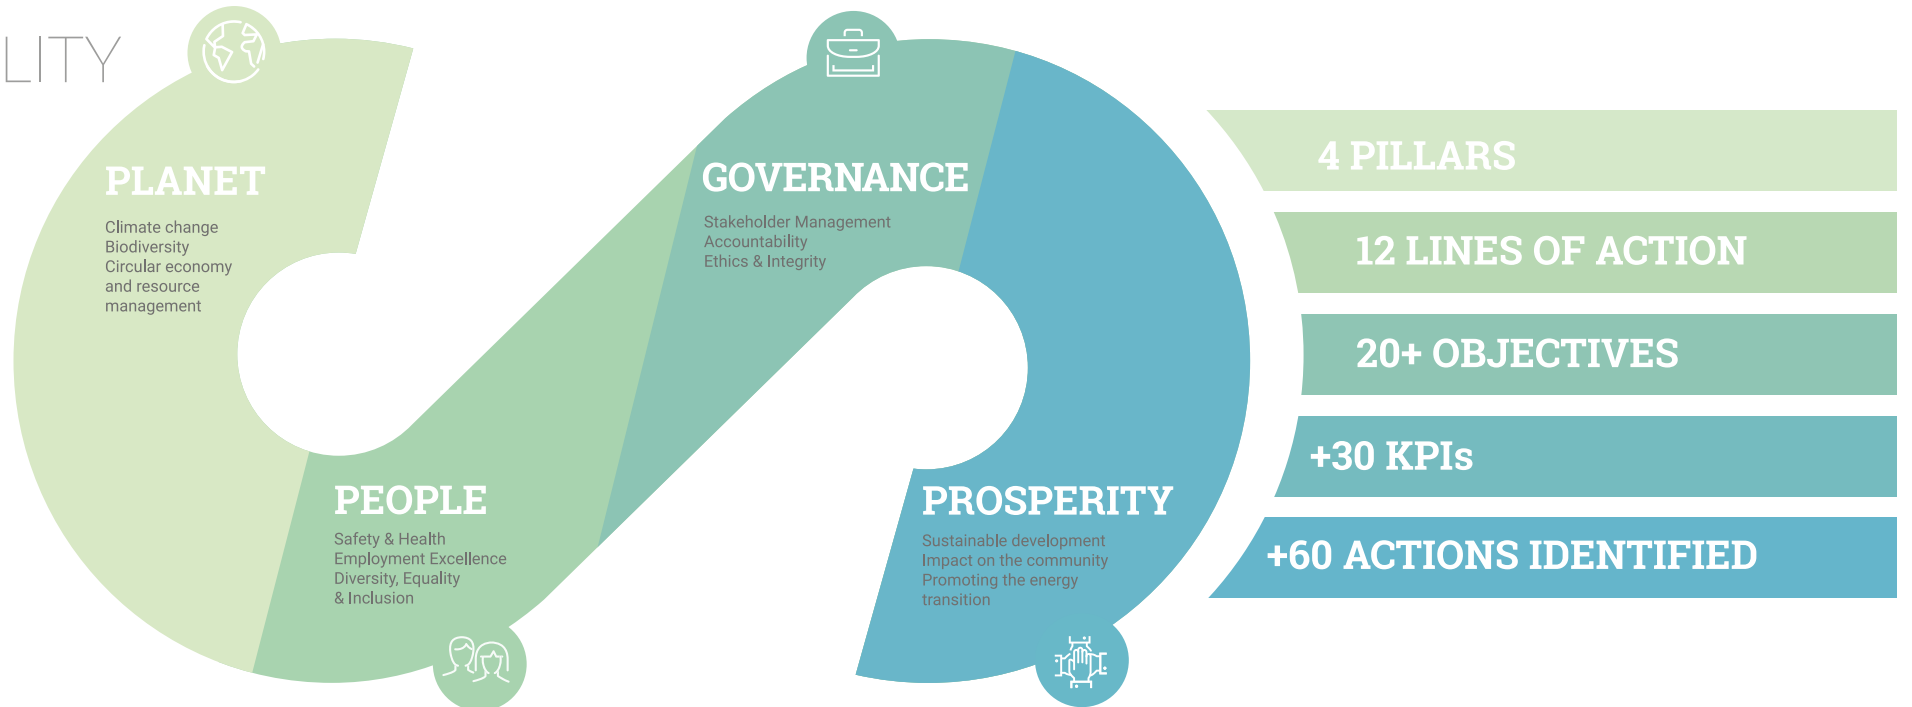 LITY
PLANET
Climate change
Biodiversity
Circular economy
and resource
management
PEOPLE
Safety & Health
Employment Excellence
Diversity, Equality
& Inclusion
GOVERNANCE
Stakeholder Management
Accountability
Ethics & Integrity
PROSPERITY
Sustainable development
Impact on the community
Promoting the energy
transition
4 PILLARS
12 LINES OF ACTION
20+ OBJECTIVES
+30 KPIs
+60 ACTIONS IDENTIFIED